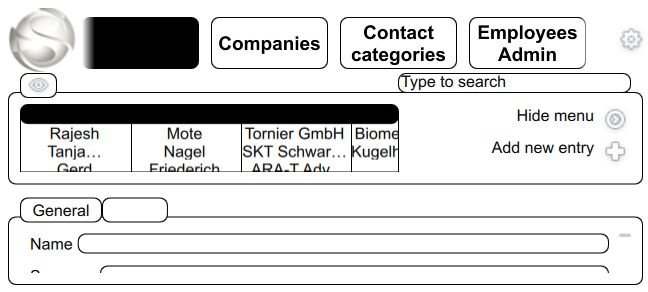 Companies
Contact
categories
Employees
Admin
Type to search
Rajesh Mote Tornier GmbH Biome
Tanja… Nagel SKT Schwar… Kugelh
Gerd Friederich ARA-T Adv
Hide menu
Add new entry
General
Name